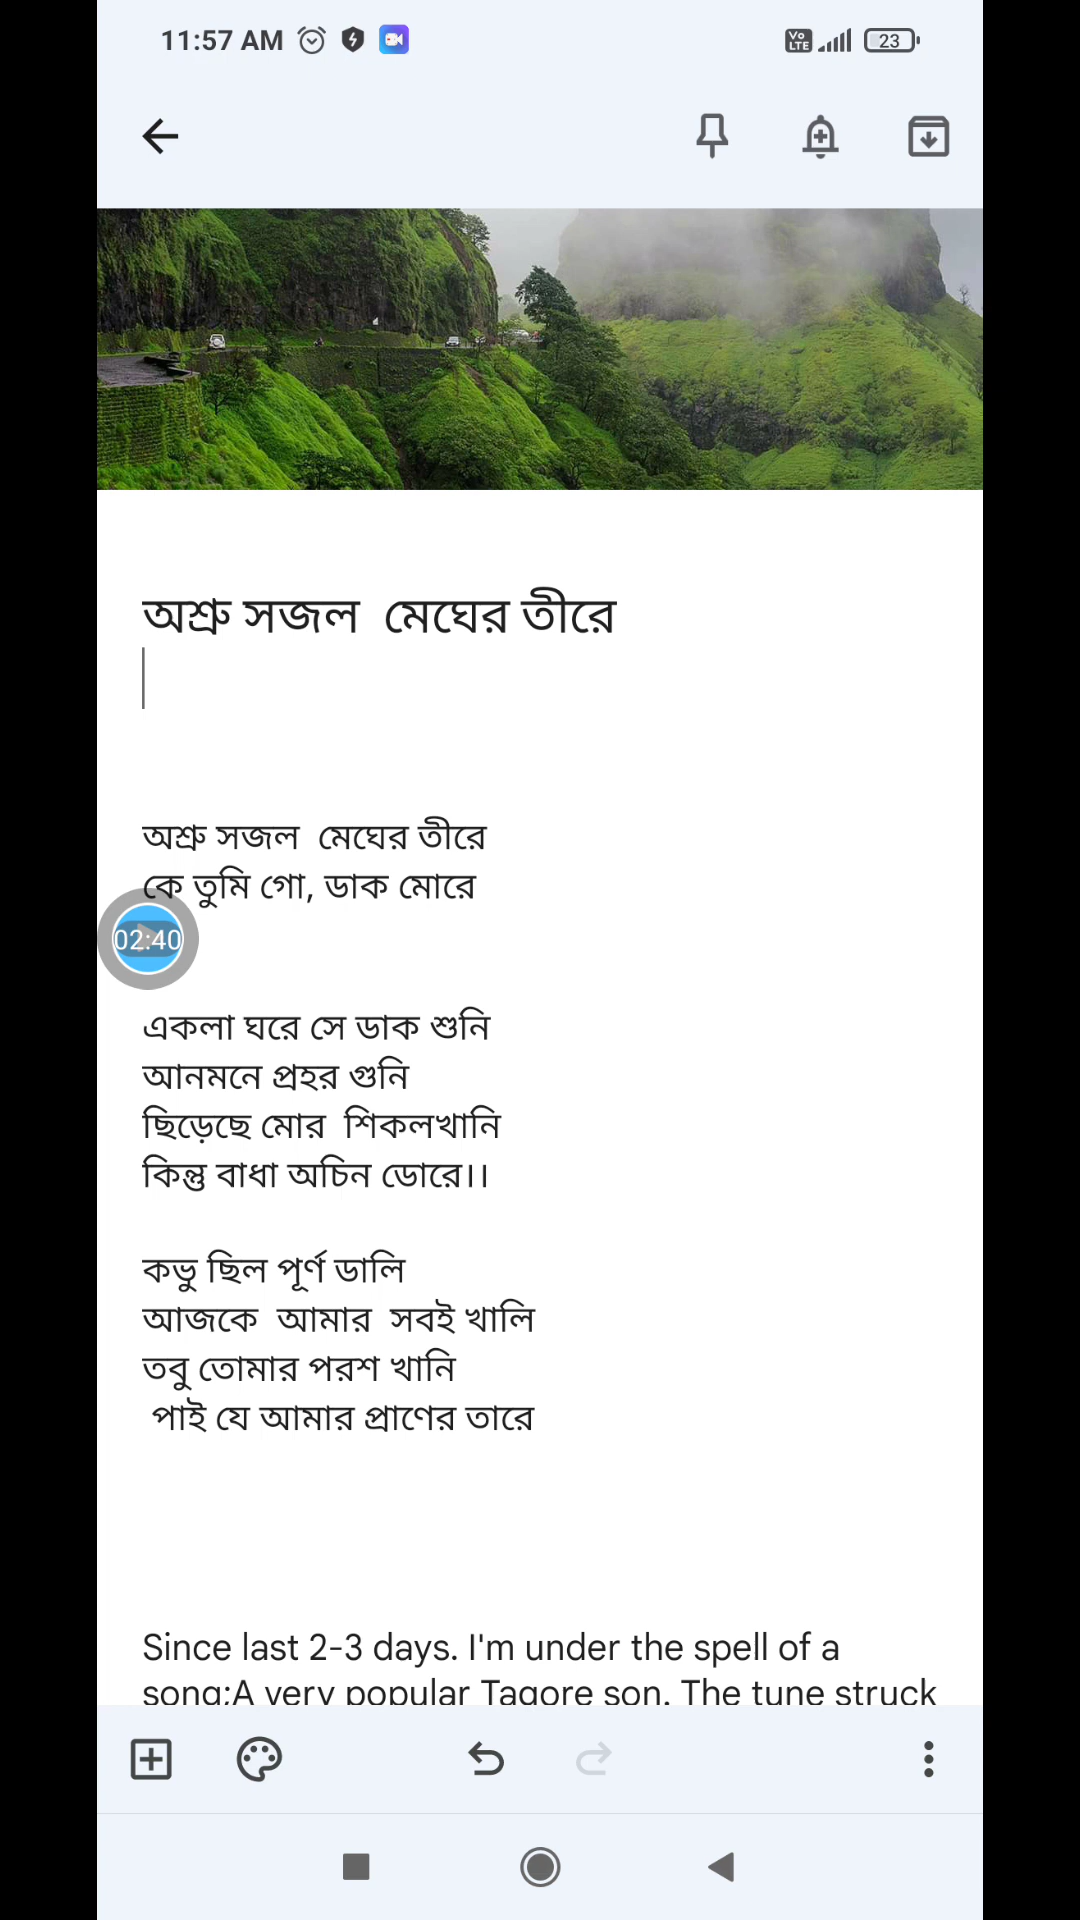 11:57 AM
Vo LTE
23
অশ্রু সজল  মেঘের তীরে
অশ্রু সজল  মেঘের তীরে
কে তুমি গো, ডাক মোরে
02:40
একলা ঘরে সে ডাক শুনি
আনমনে প্রহর গুনি
ছিড়েছে মোর  শিকলখানি
কিন্তু বাধা অচিন ডোরে।।
কভু ছিল পূর্ণ ডালি
আজকে  আমার  সবই খালি
তবু তোমার পরশ খানি
পাই যে আমার প্রাণের তারে
Since last 2-3 days. I'm under the spell of a
song;A very popular Tagore son. The tune struck